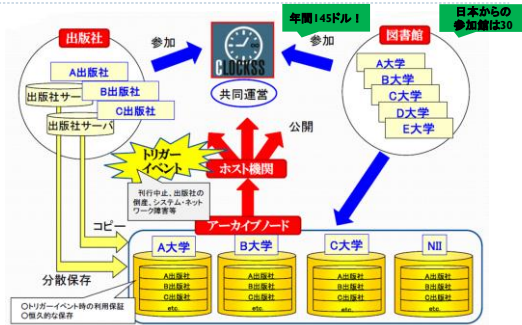 年間145ドル!
日本からの
参加館は30
出版社
A出版社
B出版社
C出版社
出版社サーバ
出版社サーバ
参加
CLOCKSS
共同運営
参加
図書館
A大学
B大学
C大学
D大学
E大学
トリガー
イベント
刊行中止、出版社の
倒産、システム・ネット
ワーク障害等
ホスト機関
公開
アーカイブノード
コピー
分散保存
A大学
A出版社
B出版社
C出版社
etc.
B大学
A出版社
B出版社
C出版社
etc.
C大学
A出版社
B出版社
C出版社
etc.
NII
A出版社
B出版社
C出版社
etc.
○トリガーイベント時の利用保証
○恒久的な保存